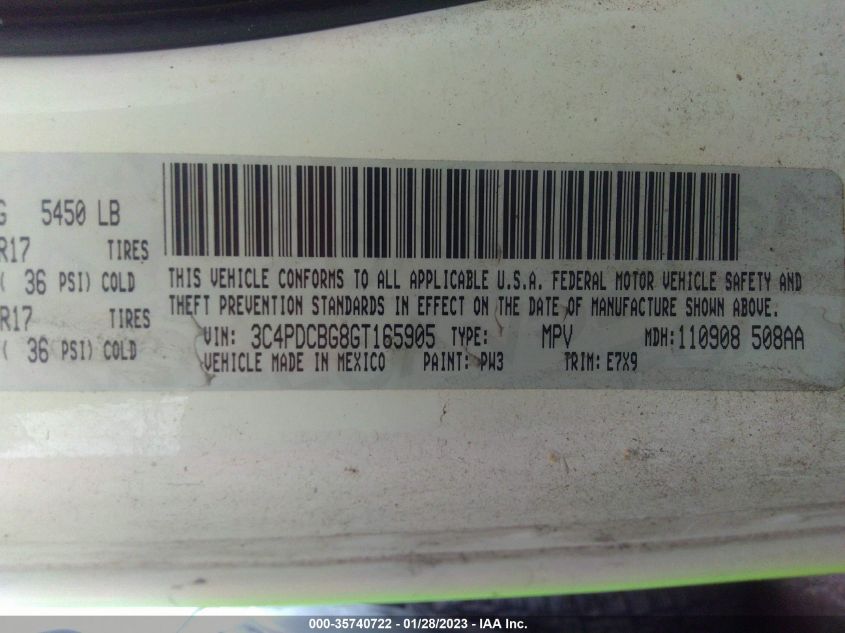 G 5450 LB
R17 TIRES
( 36 PSI) COLD
R17 TIRES
( 36 PSI) COLD
THIS VEHICLE CONFORMS TO ALL APPLICABLE U.S.A. FEDERAL MOTOR VEHICLE SAFETY AND
THEFT PREVENTION STANDARDS IN EFFECT ON THE DATE OF MANUFACTURE SHOWN ABOVE.
VIN: 3C4PDCBG8GT165905 TYPE: MPV MDH:110908 508AA
VEHICLE MADE IN MEXICO PAINT: PW3 TRIM: E7X9
000-35740722 - 01/28/2023 - IAA Inc.